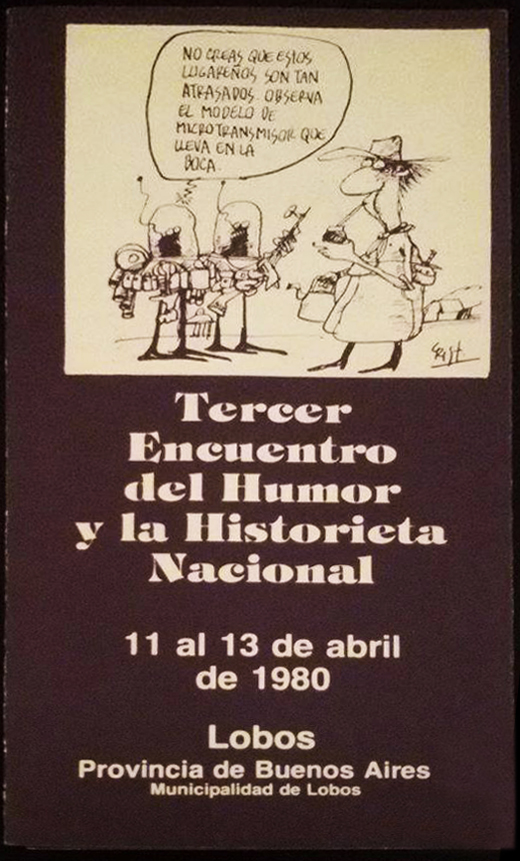 NO CREAS QUE ESTOS
LUGAREÑOS SON TAN
ATRASADOS. OBSERVA
EL MODELO DE
MICROTRANSMISOR QUE
LLEVA EN LA
BOCA.
CRIST
Tercer
Encuentro
del Humor
y la Historieta
Nacional
11 al 13 de abril
de 1980
Lobos
Provincia de Buenos Aires
Municipalidad de Lobos